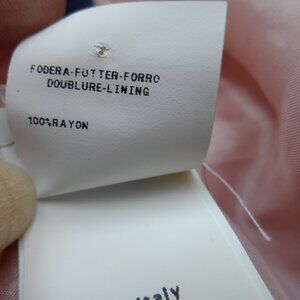 FODERA-FUTTER-FORRO
DOUBLURE-LINING
100%RAYON
Italy